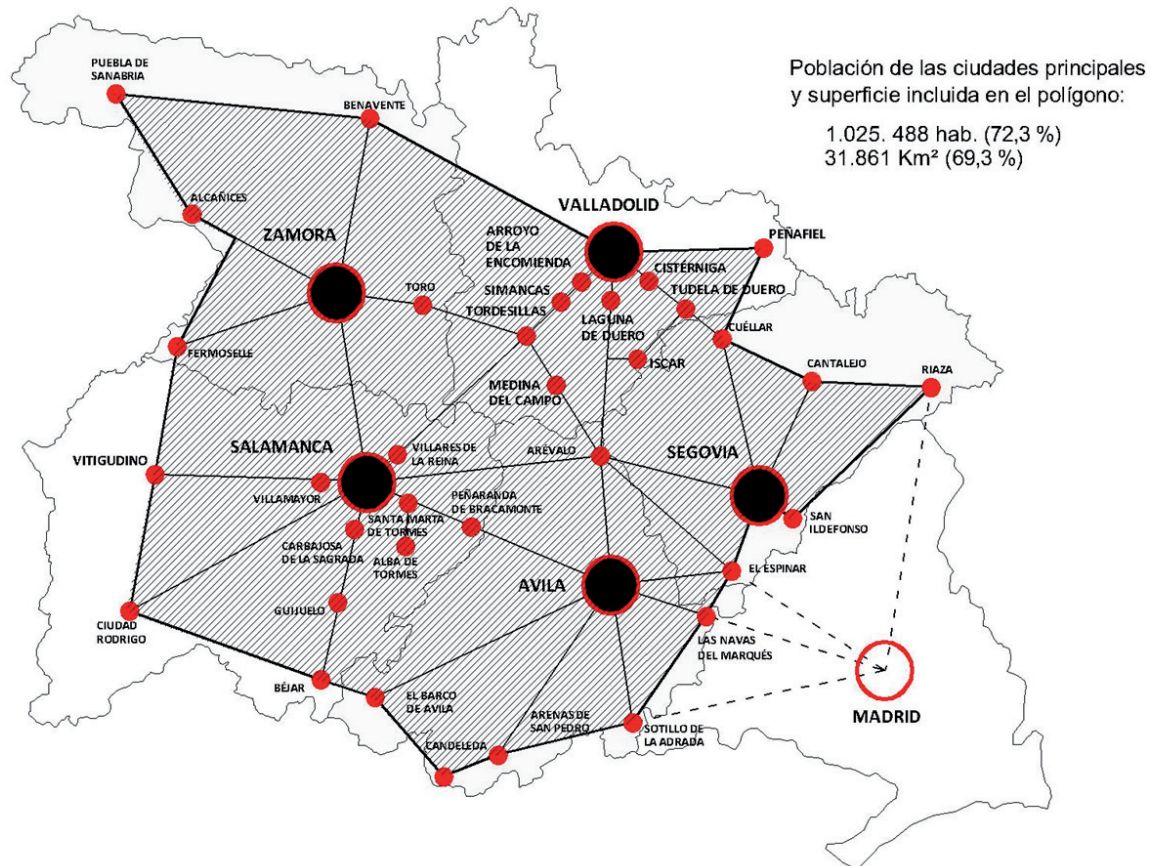 PUEBLA DE
SANABRIA
BENAVENTE
Población de las ciudades principales
y superficie incluida en el polígono:
1.025. 488 hab. (72,3 %)
31.861 Km² (69,3 %)
ALCAÑICES
ZAMORA
VALLADOLID
ARROYO
DE LA
ENCOMIENDA
PEÑAFIEL
CISTÉRNIGA
SIMANCAS
TORO
TUDELA DE DUERO
TORDESILLAS
LAGUNA
DE DUERO
CUÉLLAR
FERMOSELLE
ISCAR
CANTALEJO
RIAZA
MEDINA
DEL CAMPO
SALAMANCA
VILLARES DE
LA REINA
ARÉVALO
SEGOVIA
VITIGUDINO
VILLAMAYOR
PEÑARANDA
DE BRACAMONTE
SANTA MARTA
DE TORMES
SAN
ILDEFONSO
CARBAJOSA
DE LA SAGRADA
ALBA DE
TORMES
EL ESPINAR
AVILA
GUIJUELO
CIUDAD
RODRIGO
LAS NAVAS
DEL MARQUÉS
BÉJAR
EL BARCO
DE AVILA
ARENAS DE
SAN PEDRO
SOTILLO DE
LA ADRADA
MADRID
CANDELEDA